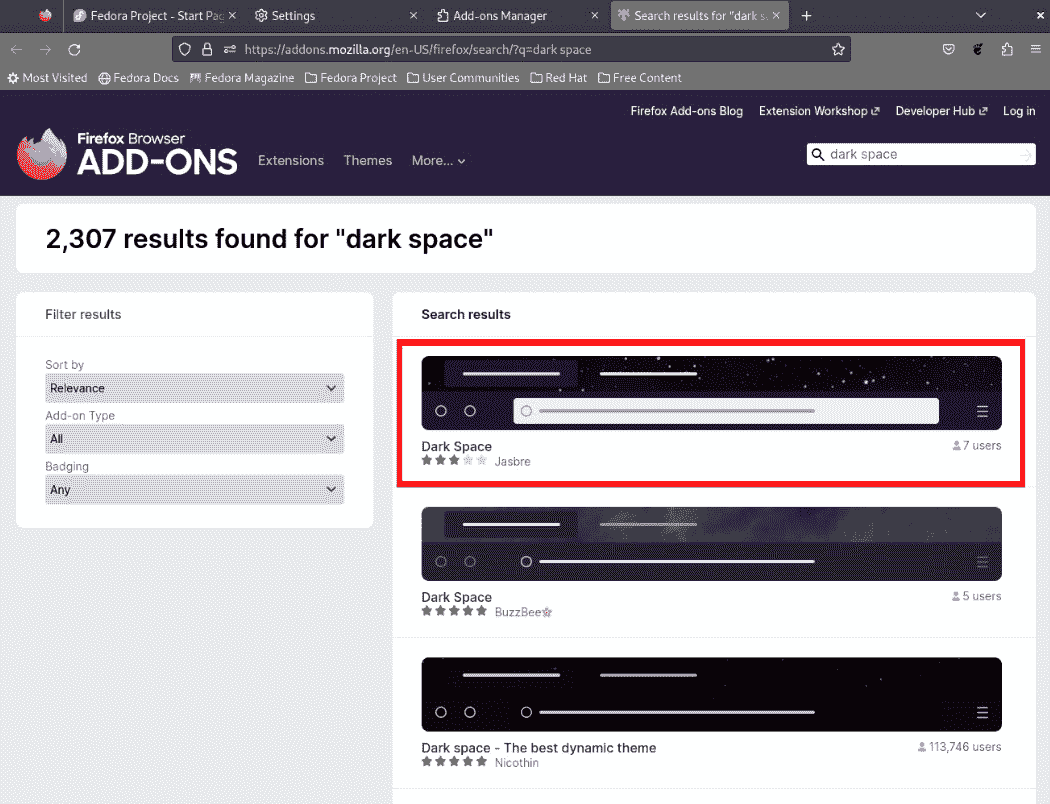 Fedora Project - Start Pag
Settings
Add-ons Manager
Search results for "dark s
https://addons.mozilla.org/en-US/firefox/search/?q=dark space
Most Visited Fedora Docs Fedora Magazine Fedora Project User Communities Red Hat Free Content
Firefox Add-ons Blog Extension Workshop Developer Hub Log in
Firefox Browser
ADD-ONS
Extensions Themes More...
dark space
2,307 results found for "dark space"
Filter results
Sort by
Relevance
Add-on Type
All
Badging
Any
Search results
Dark Space
7 users
Jasbre
Dark Space
5 users
BuzzBee
Dark space - The best dynamic theme
113,746 users
Nicothin